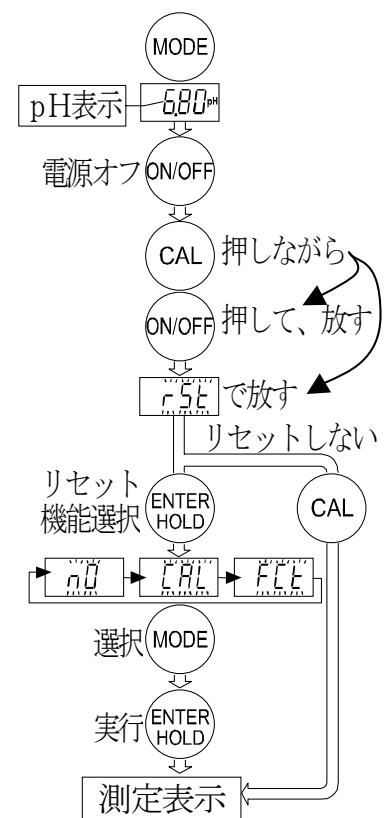 MODE
pH表示 6.80pH
電源オフ ON/OFF
CAL 押しながら
ON/OFF 押して、放す
rSt で放す
リセットしない
リセット
機能選択
ENTER
HOLD
CAL
nO CAL FCt
選択 MODE
実行
ENTER
HOLD
測定表示